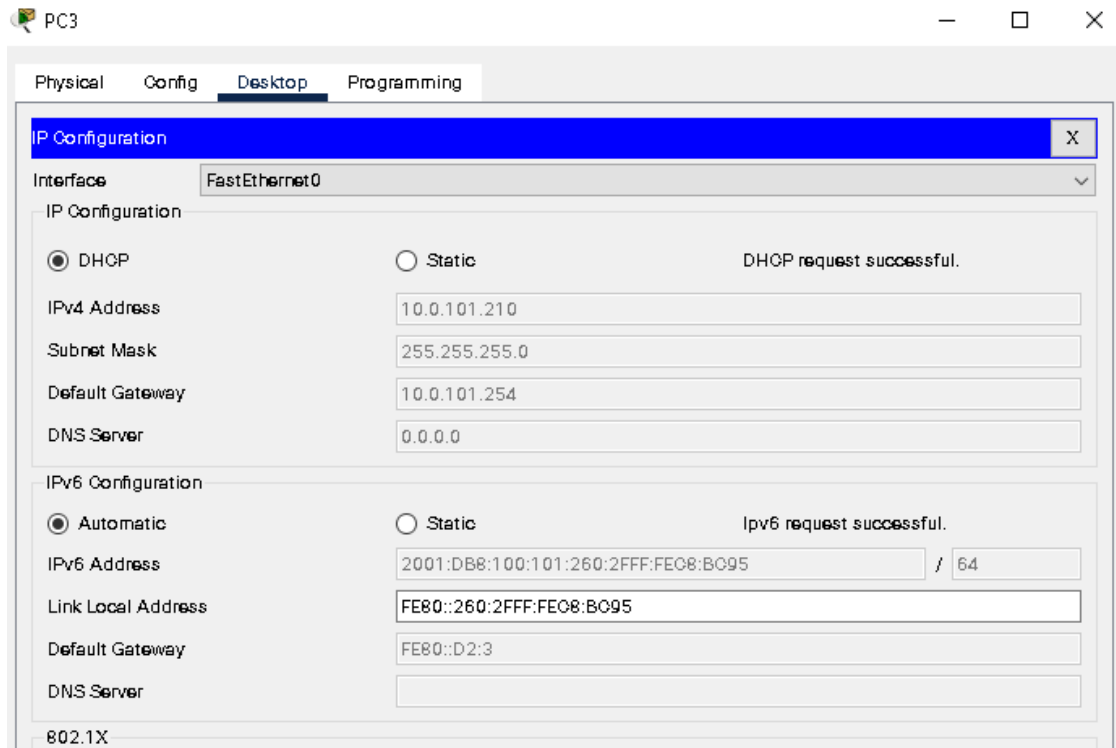 PC3
Physical Config Desktop Programming
IP Configuration X
Interface FastEthernet0
IP Configuration
DHCP Static DHCP request successful.
IPv4 Address 10.0.101.210
Subnet Mask 255.255.255.0
Default Gateway 10.0.101.254
DNS Server 0.0.0.0
IPv6 Configuration
Automatic Static Ipv6 request successful.
IPv6 Address 2001:DB8:100:101:260:2FFF:FEC8:BC95 / 64
Link Local Address FE80::260:2FFF:FEC8:BC95
Default Gateway FE80::D2:3
DNS Server
802.1X